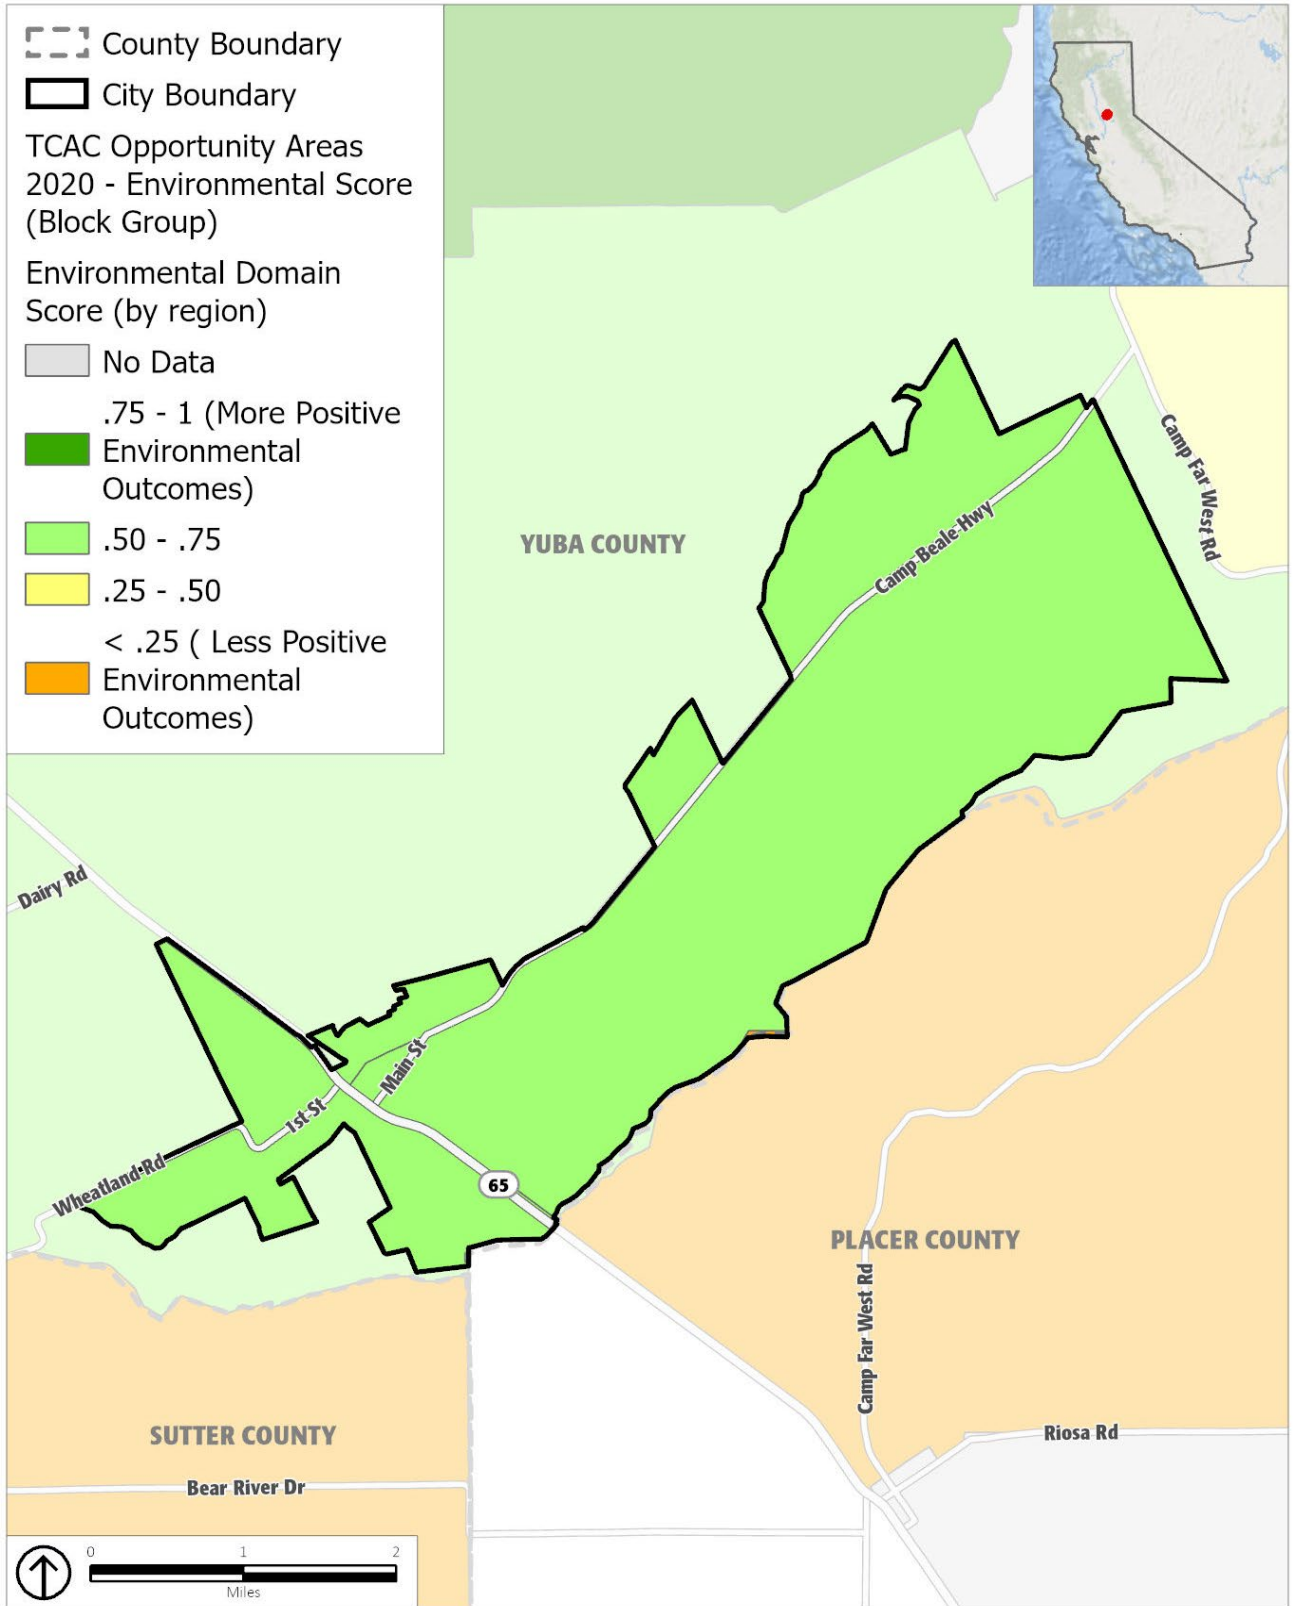 County Boundary
City Boundary
TCAC Opportunity Areas
2020 - Environmental Score
(Block Group)
Environmental Domain
Score (by region)
No Data
.75 - 1 (More Positive
Environmental
Outcomes)
.50 - .75
.25 - .50
< .25 ( Less Positive
Environmental
Outcomes)
YUBA COUNTY
Camp Far West Rd
Camp Beale Hwy
Dairy Rd
Main St
1st St
Wheatland Rd
65
PLACER COUNTY
Camp Far West Rd
SUTTER COUNTY
Riosa Rd
Bear River Dr
0 1 2
Miles